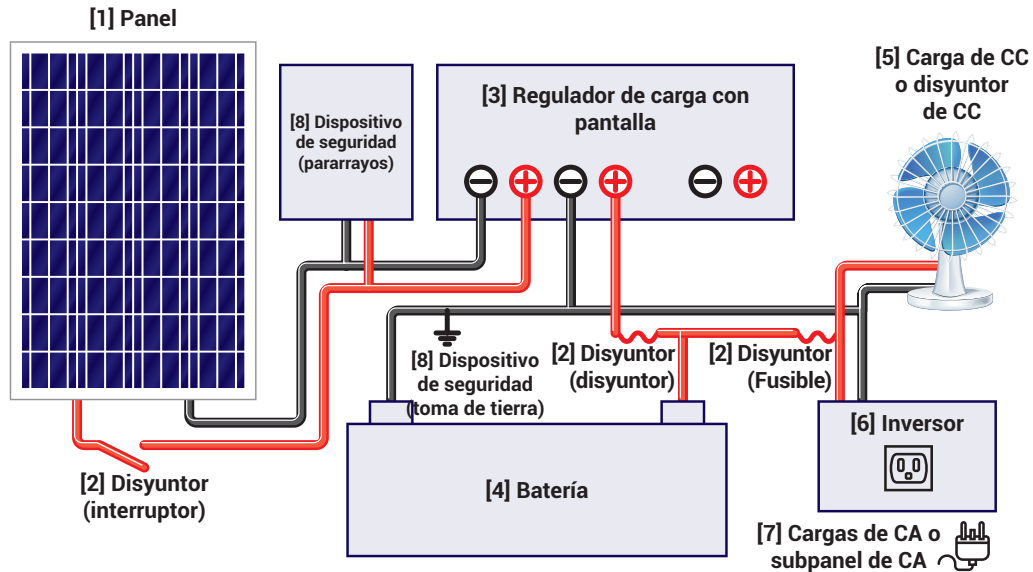 [1] Panel
[8] Dispositivo
de seguridad
(pararrayos)
[3] Regulador de carga con
pantalla
[5] Carga de CC
o disyuntor
de CC
[8] Dispositivo
de seguridad
(toma de tierra)
[2] Disyuntor
(disyuntor)
[2] Disyuntor
(Fusible)
[2] Disyuntor
(interruptor)
[4] Batería
[6] Inversor
[7] Cargas de CA o
subpanel de CA